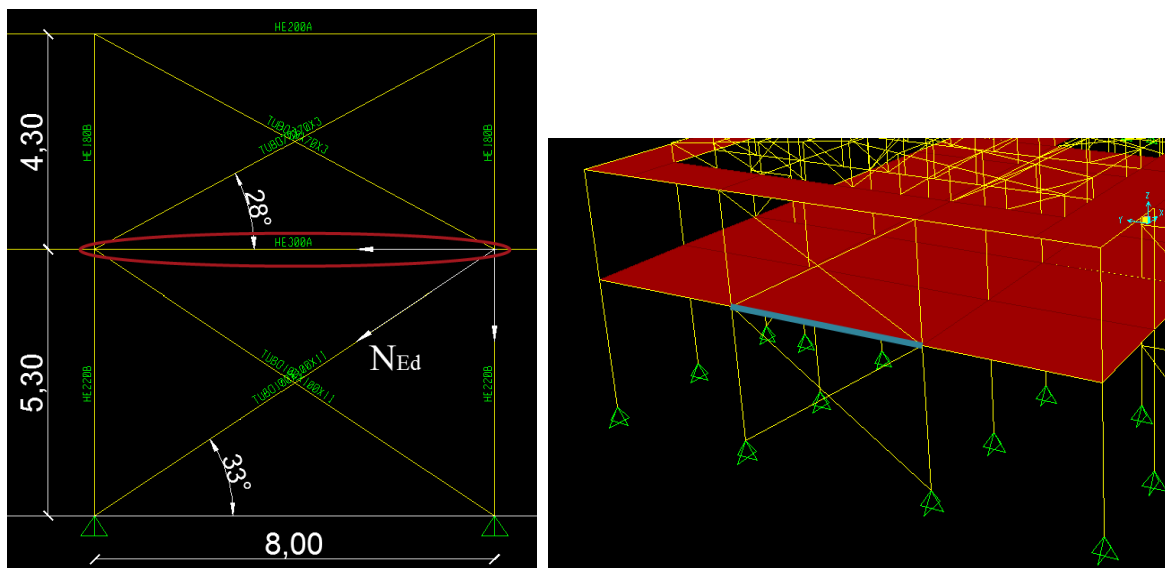 HE200A
4,30
HE180B
HE180B
28°
HE300A
NEd
5,30
HE220B
HE220B
33°
8,00
Z
Y
X